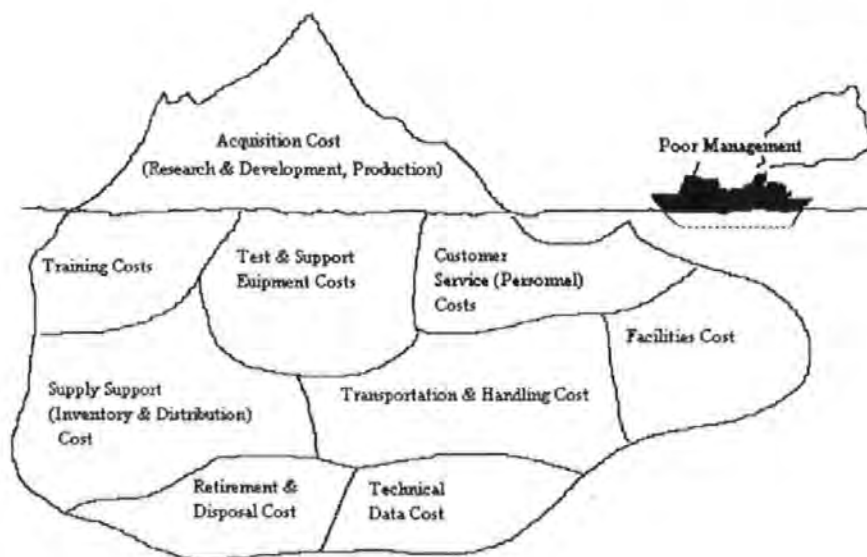 Acquisition Cost
(Research & Development, Production)
Poor Management
Training Costs
Test & Support
Euipment Costs
Customer
Service (Personnel)
Costs
Facilities Cost
Supply Support
(Inventory & Distribution)
Cost
Transportation & Handling Cost
Retirement &
Disposal Cost
Technical
Data Cost